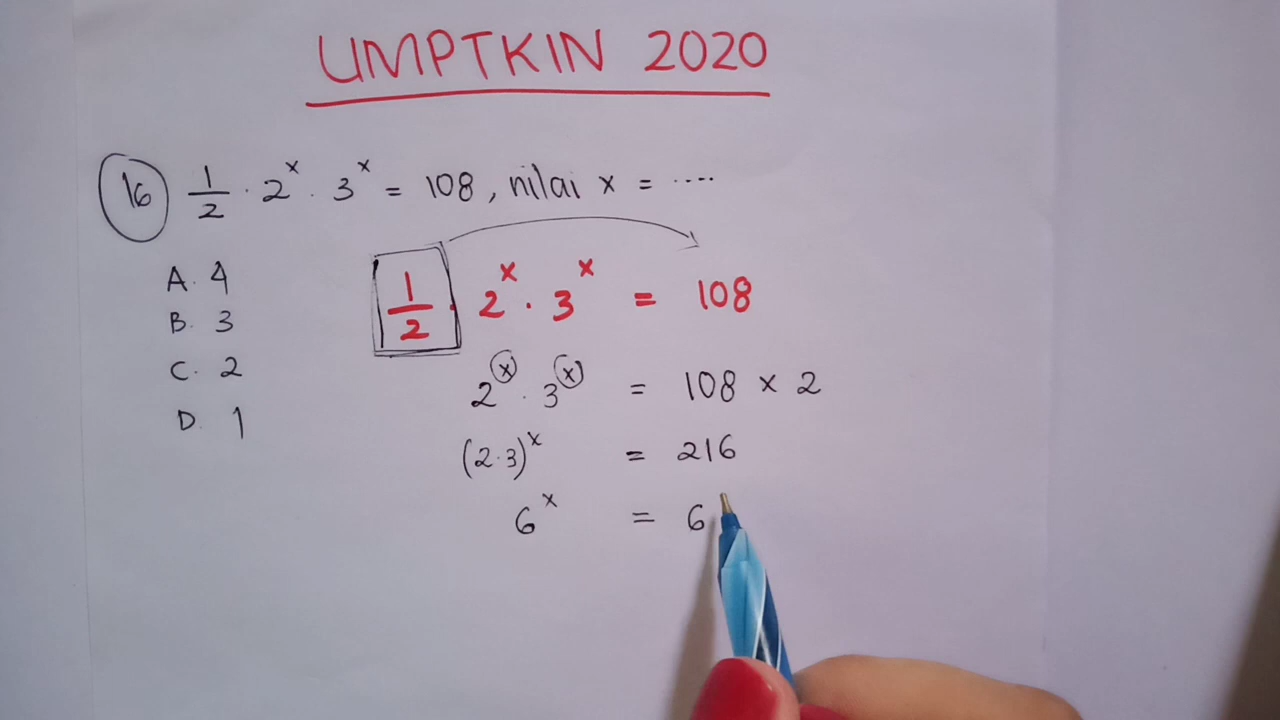 UMPTKIN 2020
16 1/2 · 2^x · 3^x = 108, nilai x = ....
A. 4
B. 3
C. 2
D. 1
1/2 · 2^x · 3^x = 108
2^x · 3^x = 108 × 2
(2·3)^x = 216
6^x = 6